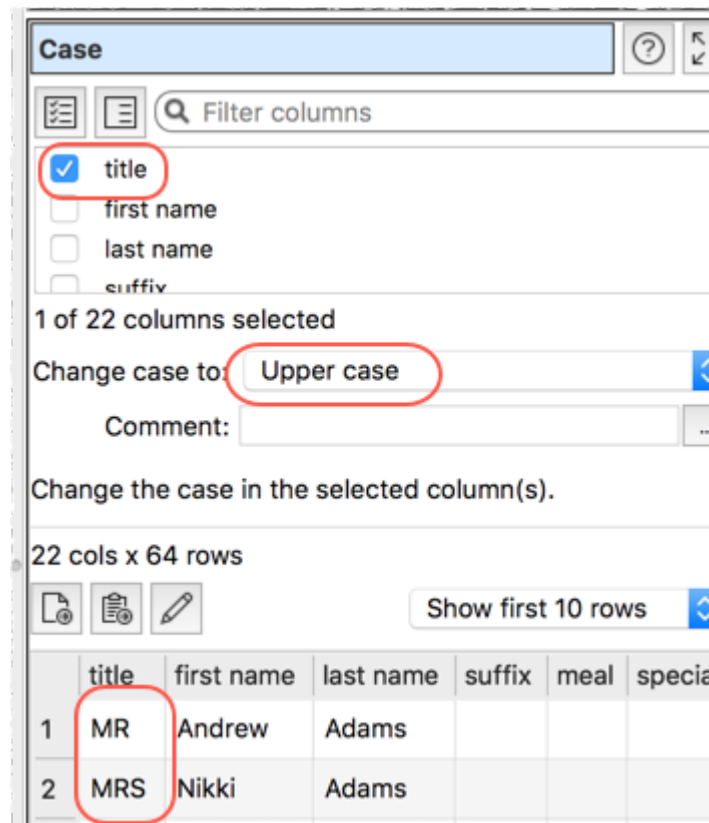 Case
Filter columns
title
first name
last name
suffix
1 of 22 columns selected
Change case to: Upper case
Comment:
...
Change the case in the selected column(s).
22 cols x 64 rows
Show first 10 rows
title first name last name suffix meal specia
1 MR Andrew Adams
2 MRS Nikki Adams